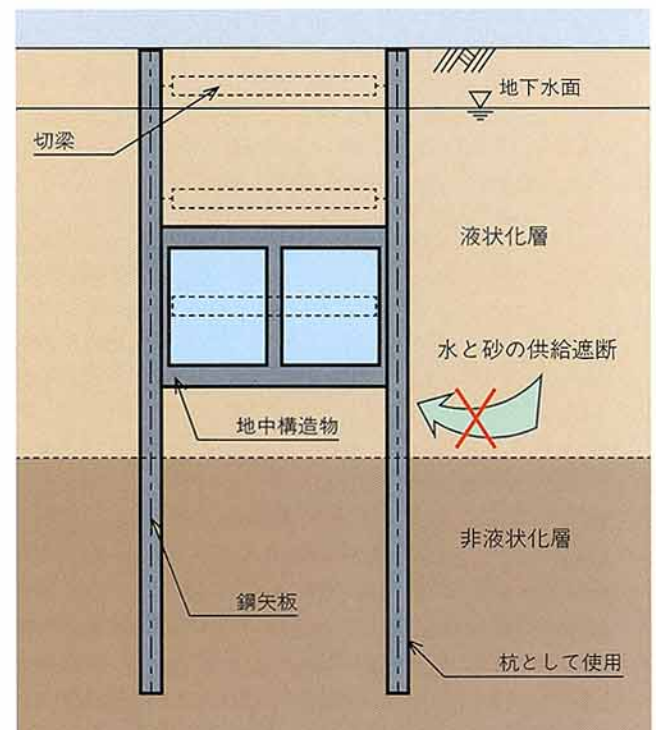 地下水面
切梁
液状化層
水と砂の供給遮断
地中構造物
非液状化層
鋼矢板
杭として使用